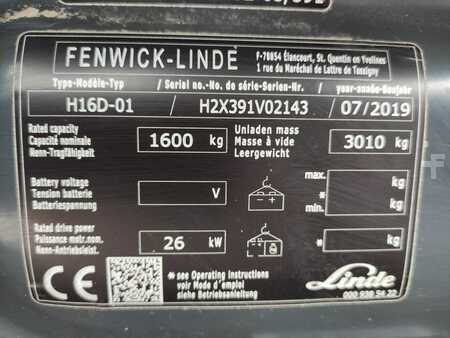 FENWICK-LINDE
F-78854 Élancourt, St. Quentin en Yvelines
1 rue du Maréchal de Lattre de Tassigny
Type-Modèle-Typ / Serial no.-No. de série-Serien-Nr. / year-année-Baujahr
H16D-01 / H2X391V02143 / 07/2019
Rated capacity
Capacité nominale
Nenn-Tragfähigkeit
1600 kg
Unladen mass
Masse à vide
Leergewicht
3010 kg
Battery voltage
Tension batterie
Batteriespannung
V
max.
*
min.
kg
kg
Rated drive power
Puissance motr.nom.
Nenn-Antriebsleist.
26 kW
* kg
CE
* see Operating Instructions
voir Mode d'emploi
siehe Betriebsanleitung
Linde
000 938 54 22